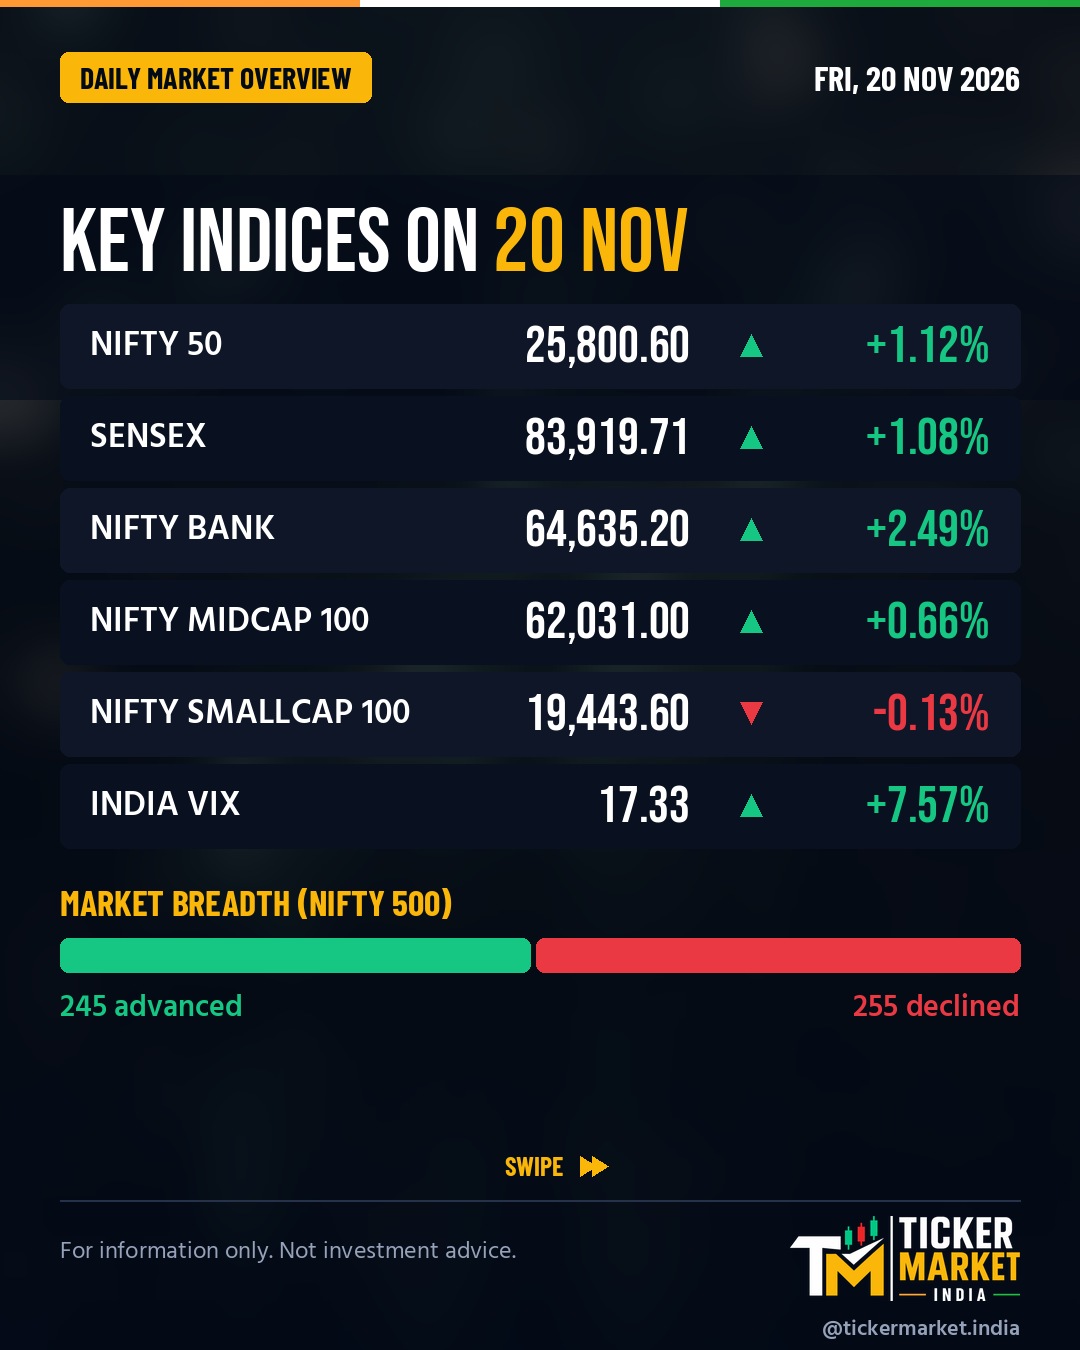 DAILY MARKET OVERVIEW
FRI, 20 NOV 2026
KEY INDICES ON 20 NOV
NIFTY 50 25,800.60 ▲ +1.12%
SENSEX 83,919.71 ▲ +1.08%
NIFTY BANK 64,635.20 ▲ +2.49%
NIFTY MIDCAP 100 62,031.00 ▲ +0.66%
NIFTY SMALLCAP 100 19,443.60 ▼ -0.13%
INDIA VIX 17.33 ▲ +7.57%
MARKET BREADTH (NIFTY 500)
245 advanced 255 declined
SWIPE
For information only. Not investment advice.
TM TICKER
MARKET
INDIA
@tickermarket.india